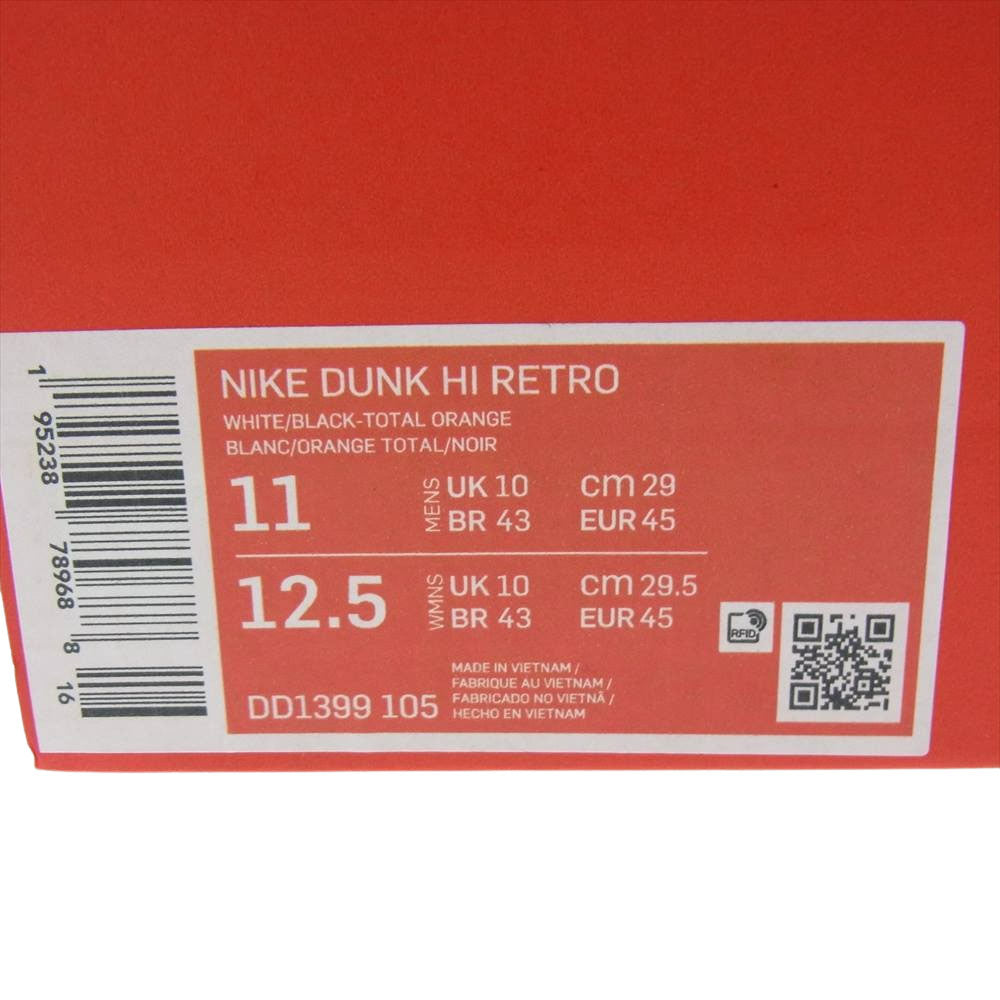 1 95238 78968 8 16
NIKE DUNK HI RETRO
WHITE/BLACK-TOTAL ORANGE
BLANC/ORANGE TOTAL/NOIR
11 MENS UK 10 cm 29
BR 43 EUR 45
12.5 WMNS UK 10 cm 29.5
BR 43 EUR 45
RFID
MADE IN VIETNAM /
FABRIQUE AU VIETNAM /
FABRICADO NO VIETNÃ /
HECHO EN VIETNAM
DD1399 105